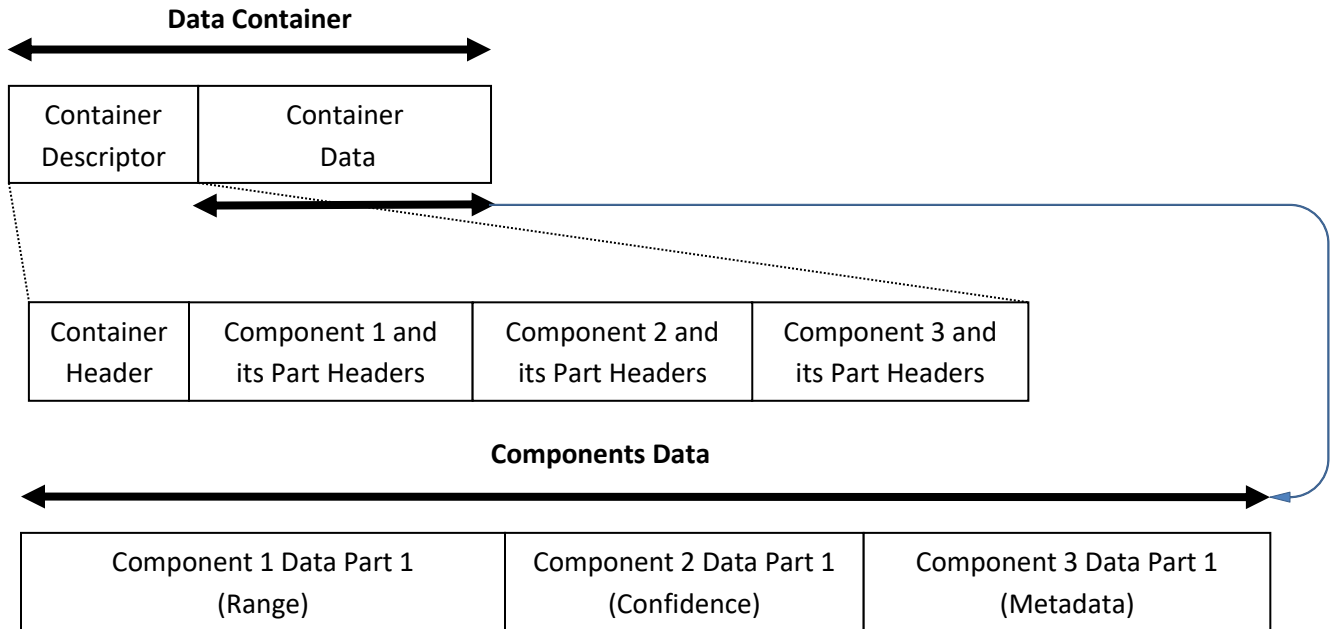 Data Container
Container
Descriptor
Container
Data
Container
Header
Component 1 and
its Part Headers
Component 2 and
its Part Headers
Component 3 and
its Part Headers
Components Data
Component 1 Data Part 1
(Range)
Component 2 Data Part 1
(Confidence)
Component 3 Data Part 1
(Metadata)